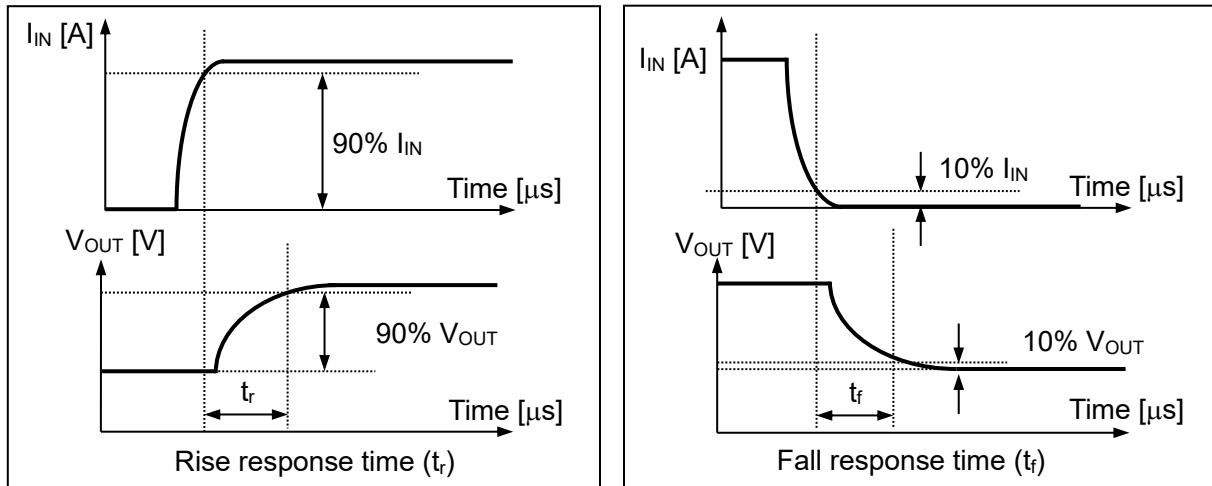 I_IN [A]
90% I_IN
Time [μs]
V_OUT [V]
90% V_OUT
t_r
Time [μs]
Rise response time (t_r)
I_IN [A]
10% I_IN
Time [μs]
V_OUT [V]
10% V_OUT
t_f
Time [μs]
Fall response time (t_f)